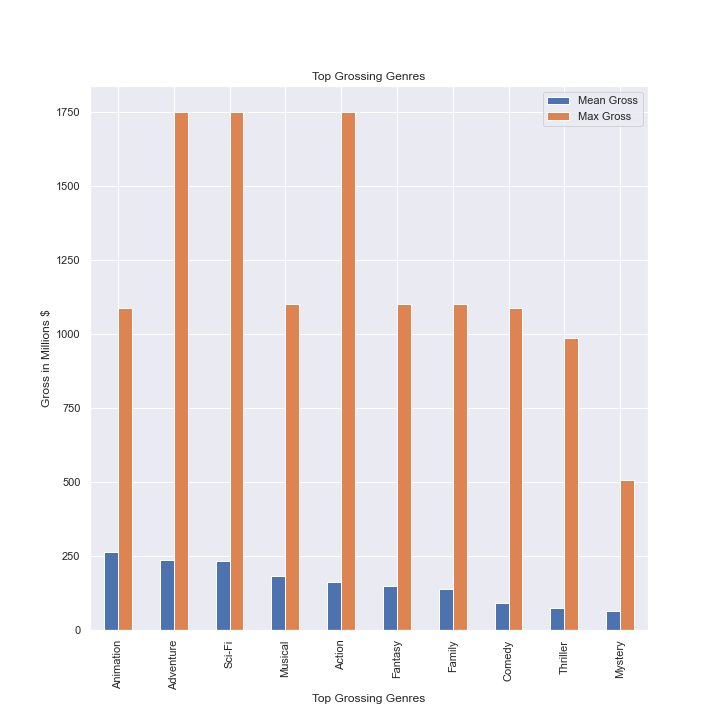 Top Grossing Genres
Mean Gross
Max Gross
1750
1500
1250
1000
750
500
250
0
Gross in Millions $
Animation
Adventure
Sci-Fi
Musical
Action
Fantasy
Family
Comedy
Thriller
Mystery
Top Grossing Genres